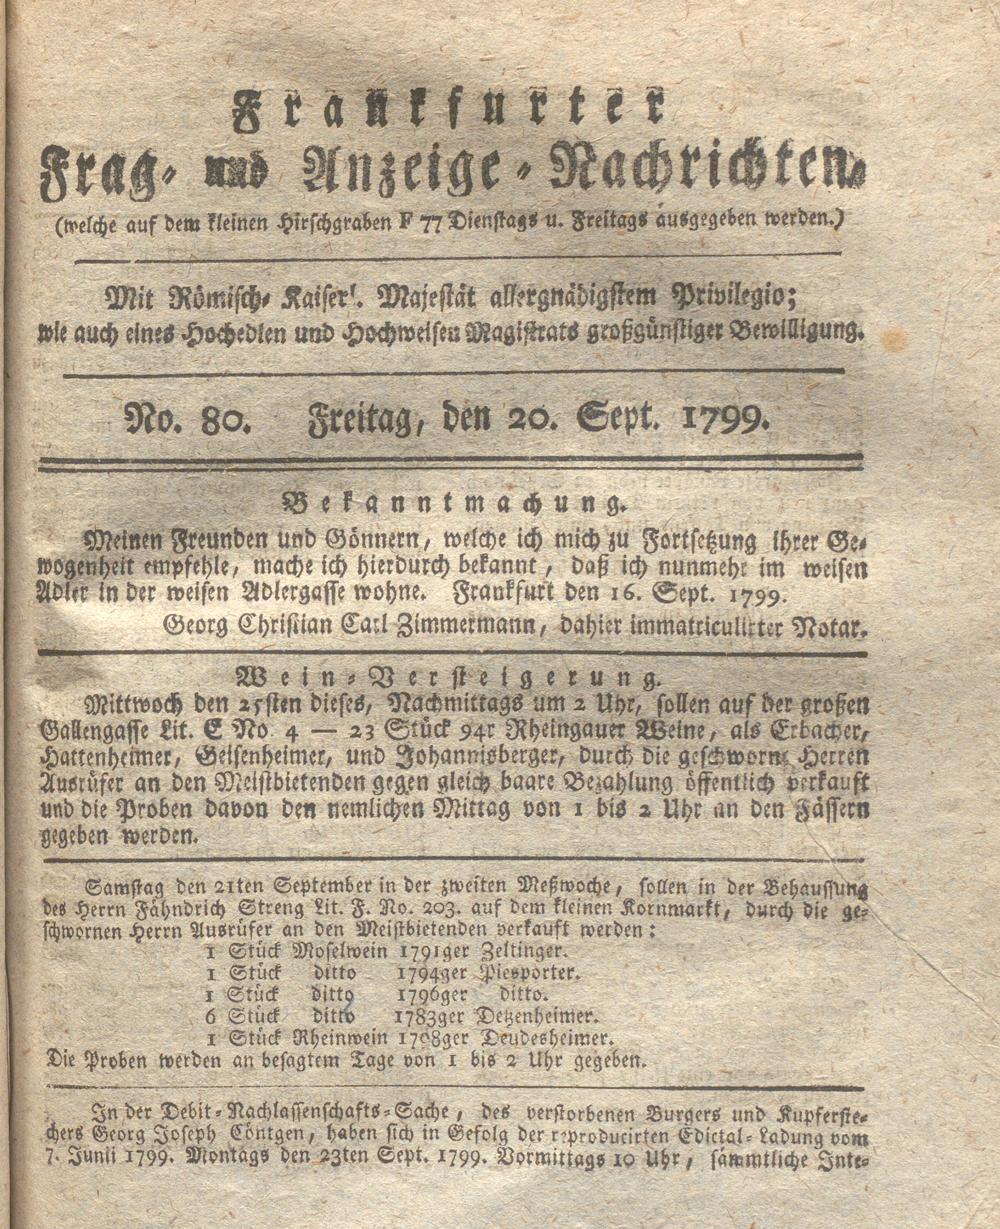 Frankfurter
Frag- und Anzeige-Nachrichten.
(welche auf dem kleinen Hirschgraben F 77 Dienstags u. Freitags ausgegeben werden.)
Mit Römisch-Kaiserl. Majestät allergnädigstem Privilegio;
wie auch eines Hochedlen und Hochweisen Magistrats großgünstiger Bewilligung.
No. 80. Freitag, den 20. Sept. 1799.
Bekanntmachung.
Meinen Freunden und Gönnern, welche ich mich zu Fortsetzung ihrer Ge-
wogenheit empfehle, mache ich hierdurch bekannt, daß ich nunmehr im weisen
Adler in der weisen Adlergasse wohne. Frankfurt den 16. Sept. 1799.
Georg Christian Carl Zimmermann, dahier immatriculirter Notar.
Wein-Versteigerung.
Mittwoch den 25sten dieses, Nachmittags um 2 Uhr, sollen auf der großen
Gallengasse Lit. E No. 4 — 23 Stück 94r Rheingauer Weine, als Erbacher,
Hattenheimer, Geisenheimer, und Johannisberger, durch die geschworne Herren
Ausrüfer an den Meistbietenden gegen gleich baare Bezahlung öffentlich verkauft
und die Proben davon den nemlichen Mittag von 1 bis 2 Uhr an den Fässern
gegeben werden.
Samstag den 21ten September in der zweiten Meßwoche, sollen in der Behaussung
des Herrn Fähndrich Streng Lit. F. No. 203. auf dem kleinen Kornmarkt, durch die ge-
schwornen Herrn Ausrüfer an den Meistbietenden verkauft werden:
1 Stück Moselwein 1791ger Zeltinger.
1 Stück ditto 1794ger Piesporter.
1 Stück ditto 1796ger ditto.
6 Stück ditto 1783ger Detzenheimer.
1 Stück Rheinwein Deudesheimer.
Die Proben werden an besagtem Tage von 1 bis 2 Uhr gegeben.
In der Debit-Nachlassenschafts-Sache, des verstorbenen Burgers und Kupferste-
chers Georg Joseph Cöntgen, haben sich in Gefolg der reproducirten Edictal-Ladung vom
7. Junii 1799. Montags den 23ten Sept. 1799. Vormittags 10 Uhr, sämmtliche Inte-